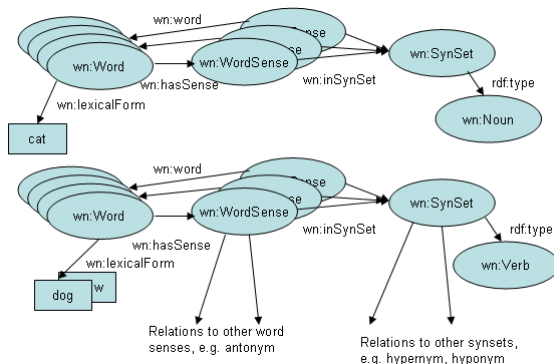 wn:word
nse
wn:Word
wn:WordSense
wn:SynSet
wn:hasSense
wn:inSynSet
rdf:type
wn:lexicalForm
wn:Noun
cat
wn:word
nse
wn:Word
wn:WordSense
wn:SynSet
wn:hasSense
wn:inSynSet
rdf:type
wn:lexicalForm
wn:Verb
dog
w
Relations to other word
senses, e.g. antonym
Relations to other synsets,
e.g. hypernym, hyponym